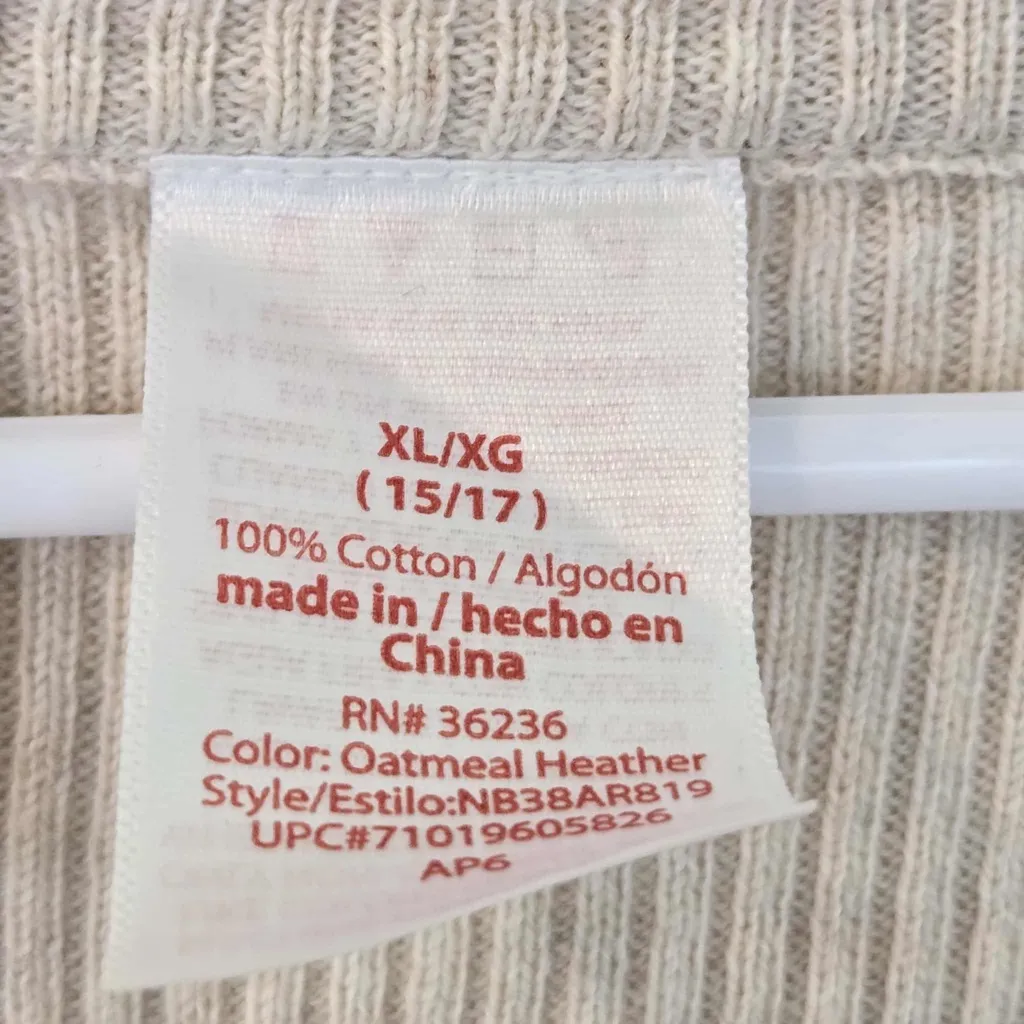 XL/XG
( 15/17 )
100% Cotton / Algodón
made in / hecho en
China
RN# 36236
Color: Oatmeal Heather
Style/Estilo:NB38AR819
UPC#71019605826
AP6